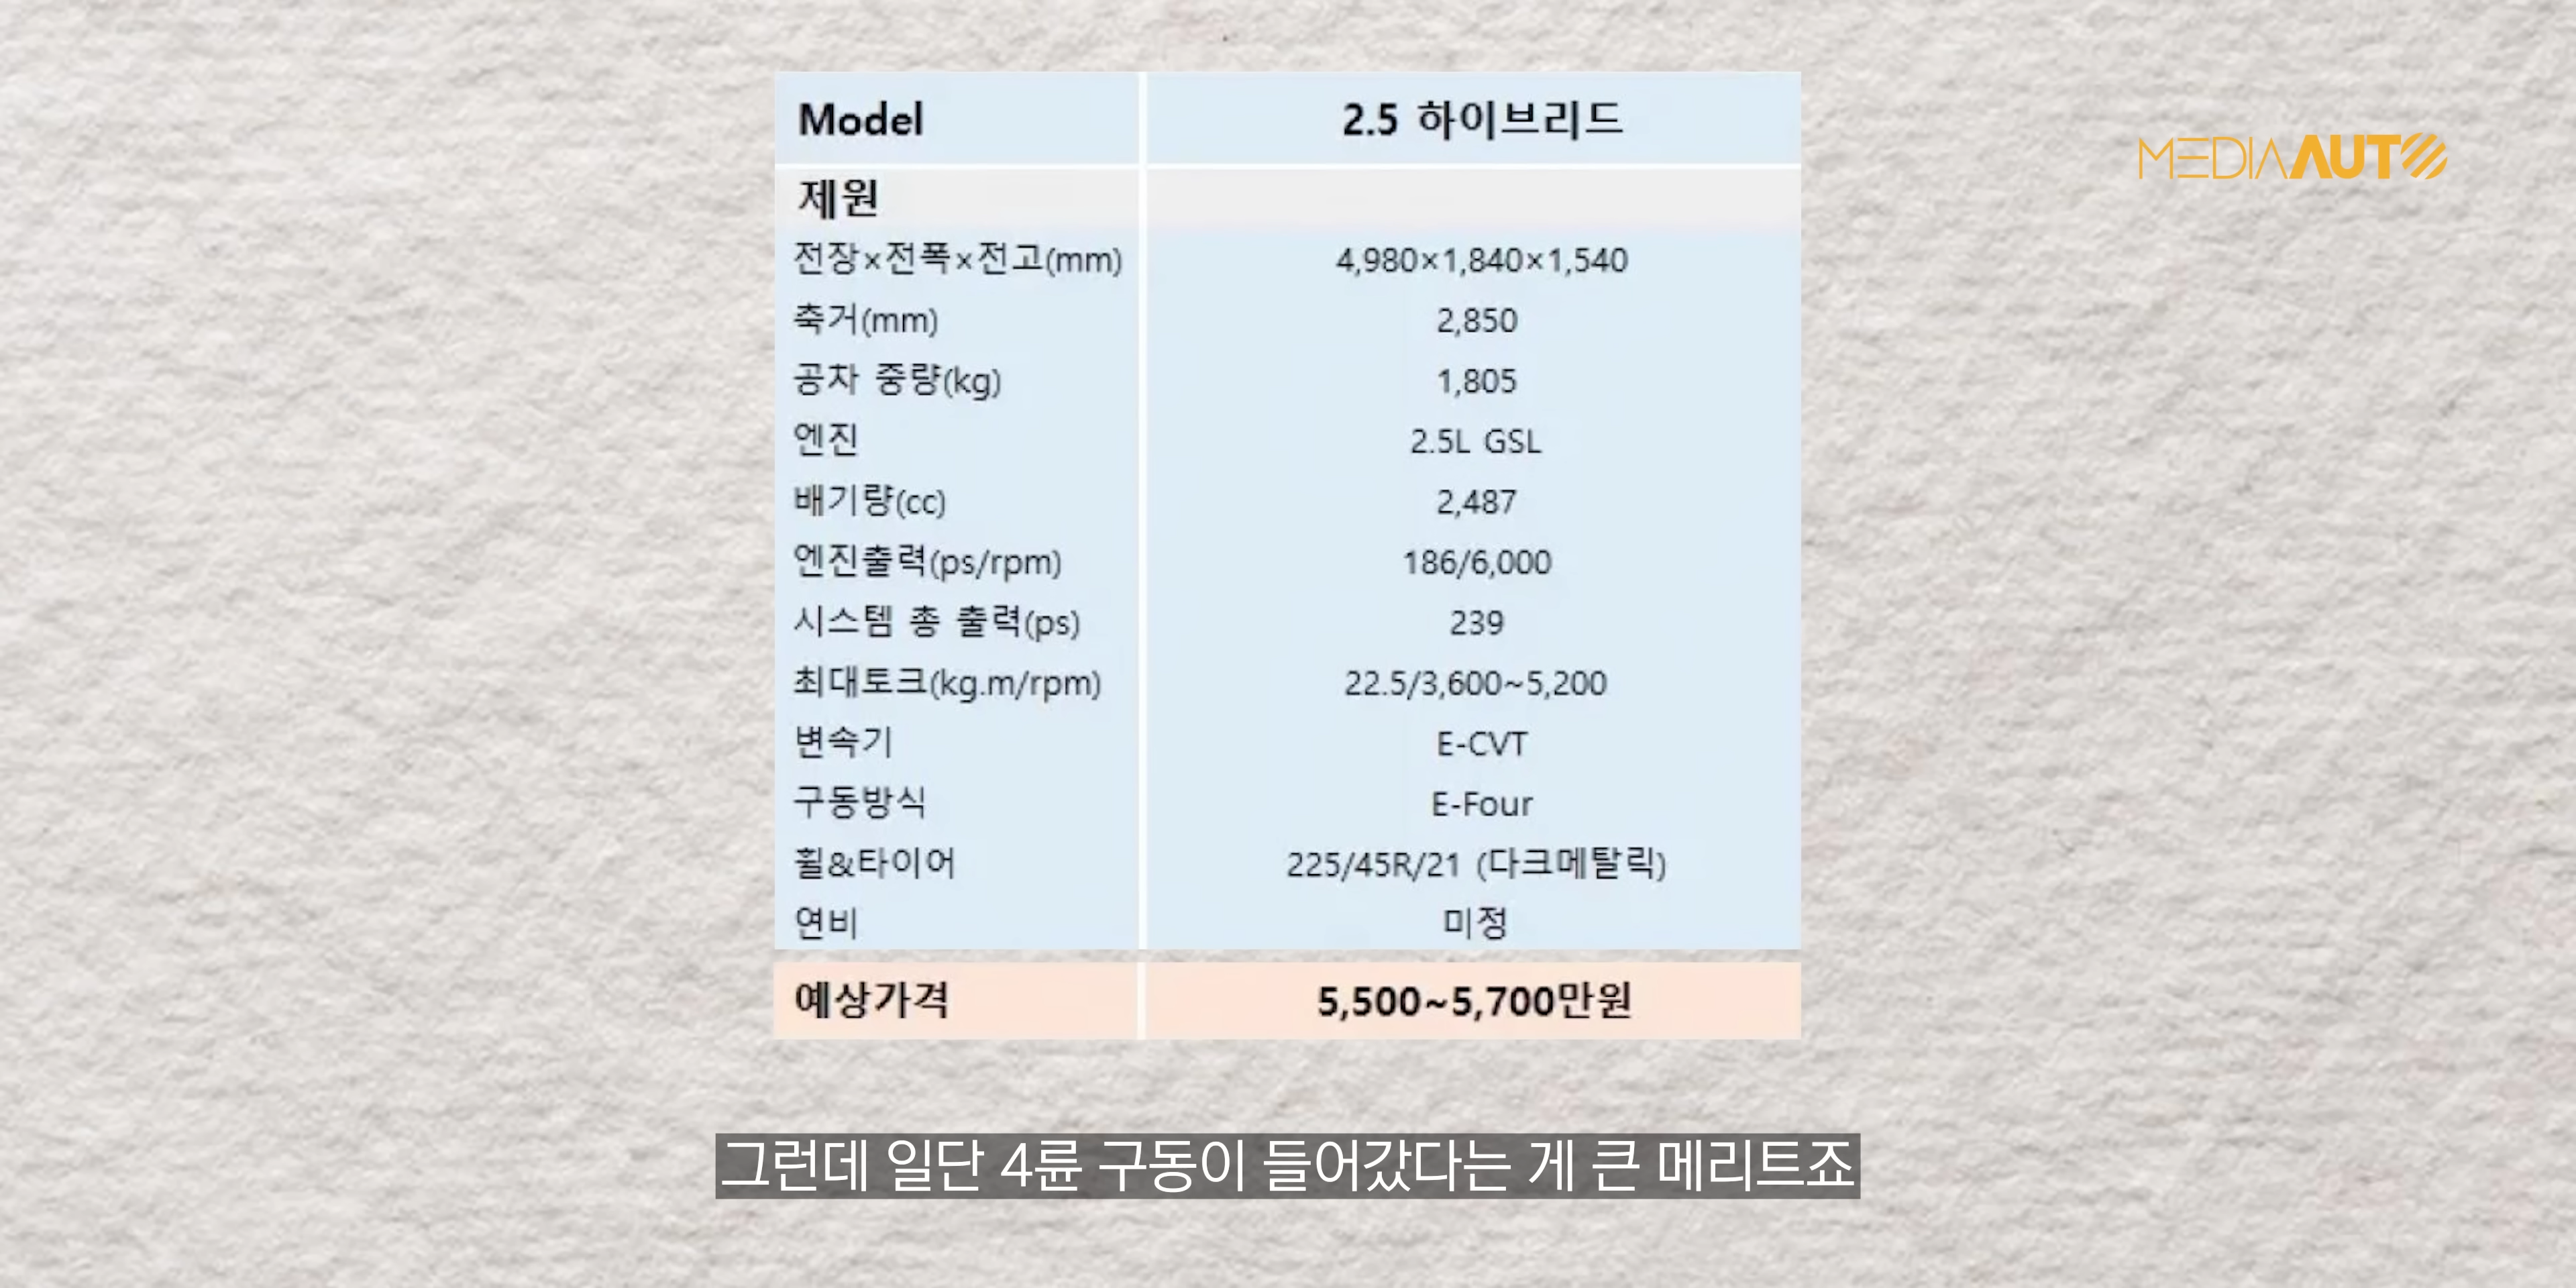 Model 2.5 하이브리드
MEDIAAUTO
제원
전장×전폭×전고(mm) 4,980×1,840×1,540
축거(mm) 2,850
공차 중량(kg) 1,805
엔진 2.5L GSL
배기량(cc) 2,487
엔진출력(ps/rpm) 186/6,000
시스템 총 출력(ps) 239
최대토크(kg.m/rpm) 22.5/3,600~5,200
변속기 E-CVT
구동방식 E-Four
휠&타이어 225/45R/21 (다크메탈릭)
연비 미정
예상가격 5,500~5,700만원
그런데 일단 4륜 구동이 들어갔다는 게 큰 메리트죠